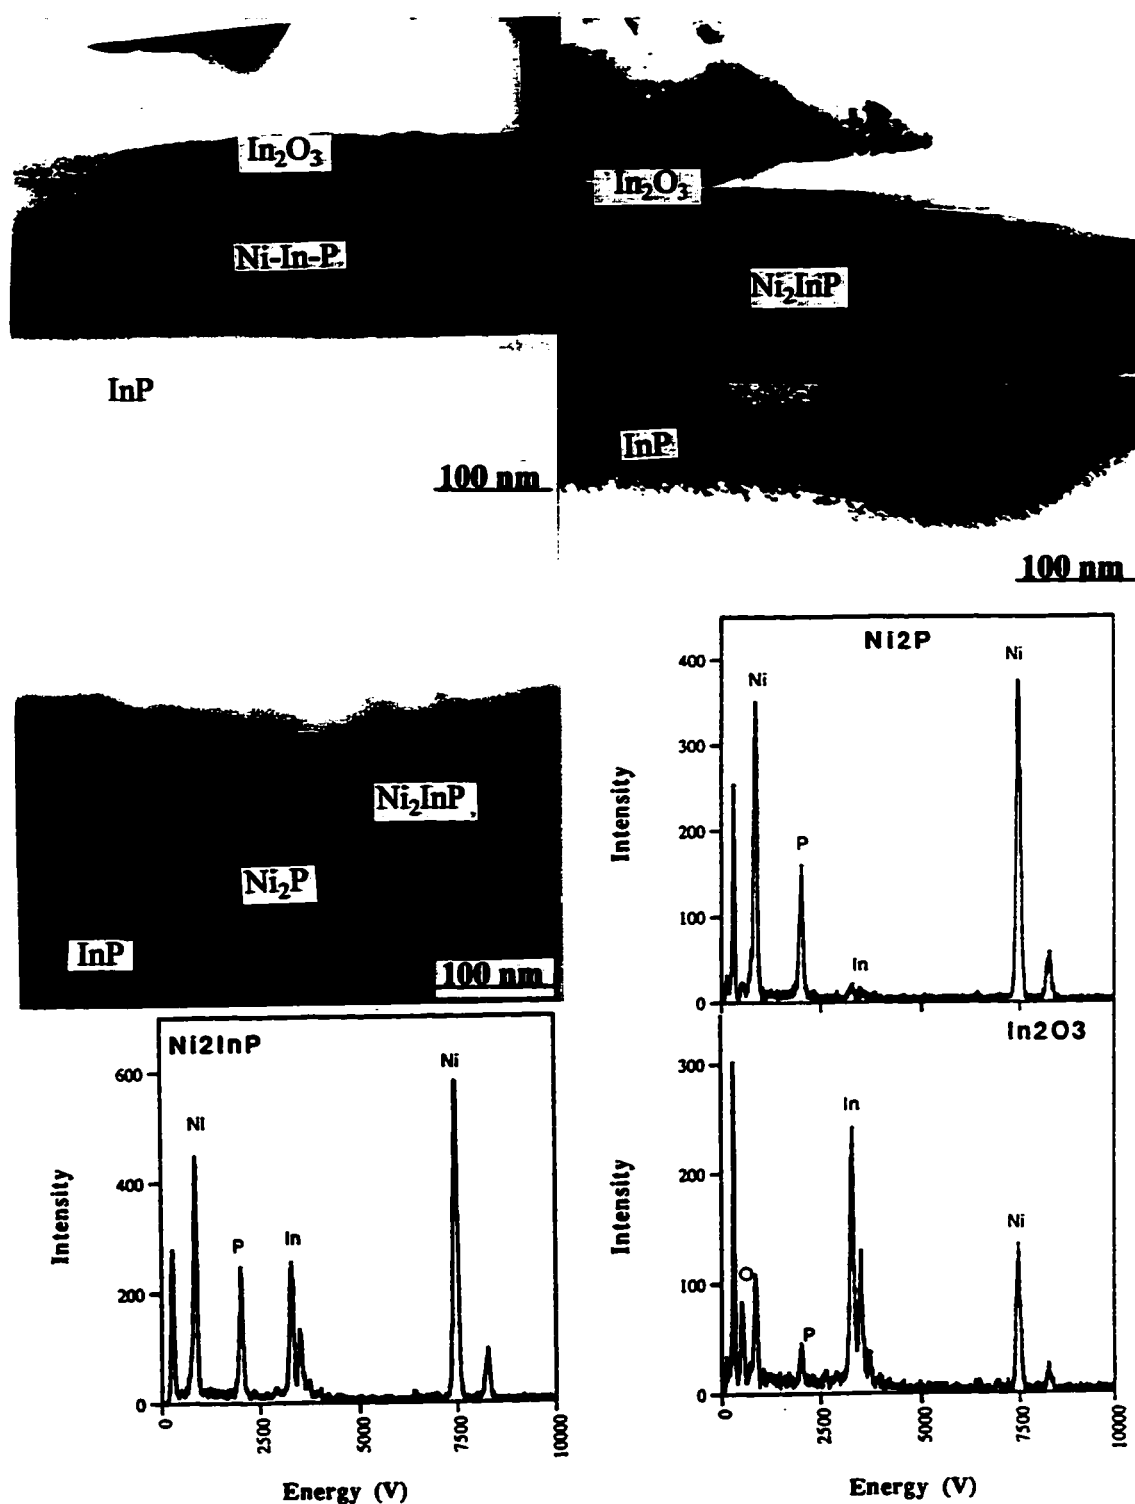 In₂O₃
Ni-In-P
InP
100 nm
In₂O₃
Ni₂InP
InP
100 nm
Ni₂InP
Ni₂P
InP
100 nm
Ni2P
Intensity
400
300
200
100
0
Ni
P
In
Ni
Ni2InP
Intensity
600
400
200
0
Ni
P
In
Ni
0
2500
5000
7500
10000
Energy (V)
In2O3
Intensity
300
200
100
0
O
P
In
Ni
0
2500
5000
7500
10000
Energy (V)